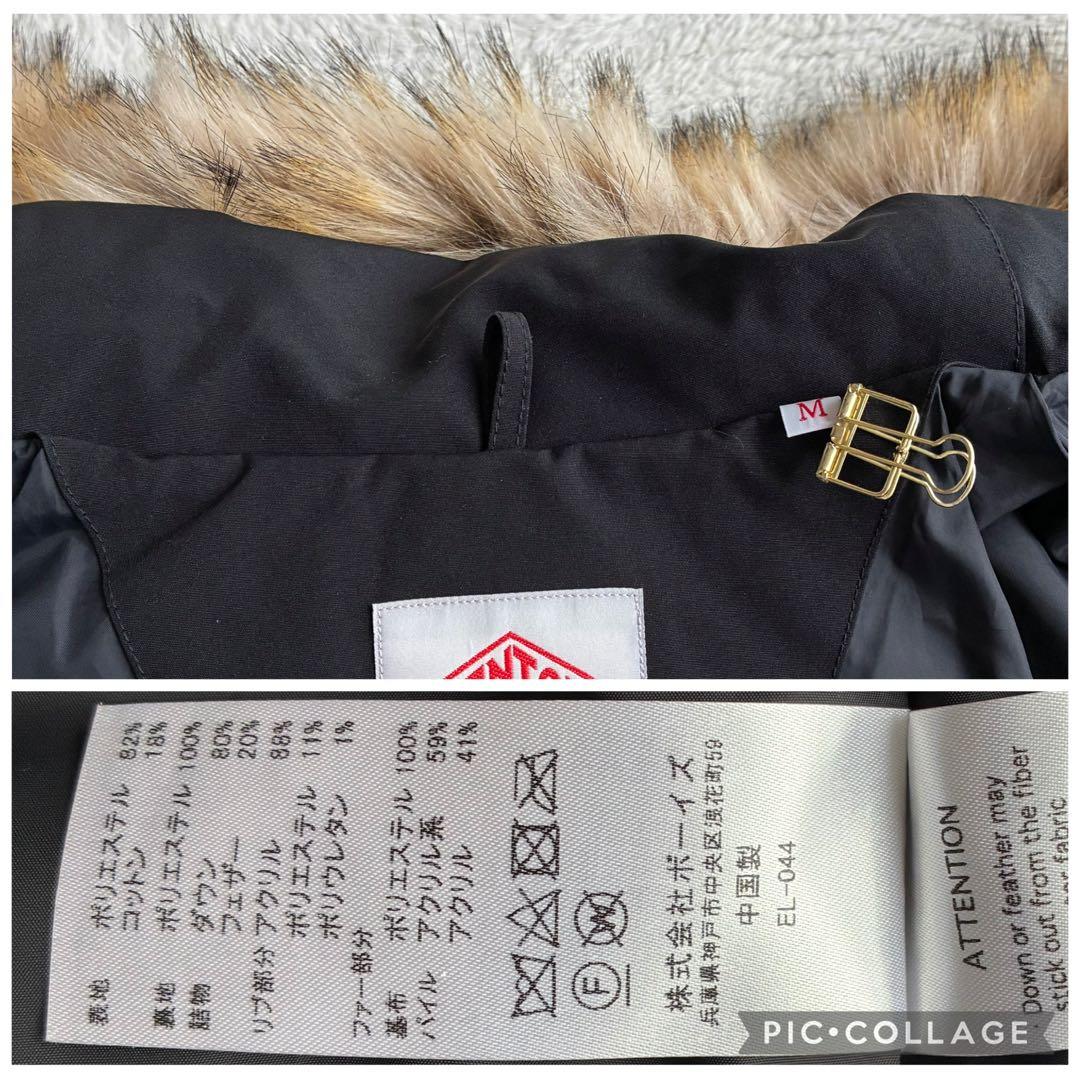 M
表地 ポリエステル 82%
コットン 18%
裏地 ポリエステル 100%
詰物 ダウン 80%
フェザー 20%
リブ部分 アクリル 88%
ポリエステル 11%
ポリウレタン 1%
ファー部分
基布 ポリエステル 100%
パイル アクリル系 59%
アクリル 41%
F W
株式会社ボーイズ
兵庫県神戸市中央区浪花町59
中国製
EL-044
ATTENTION
Down or feather may
stick out from the fiber
fabric
PIC•COLLAGE